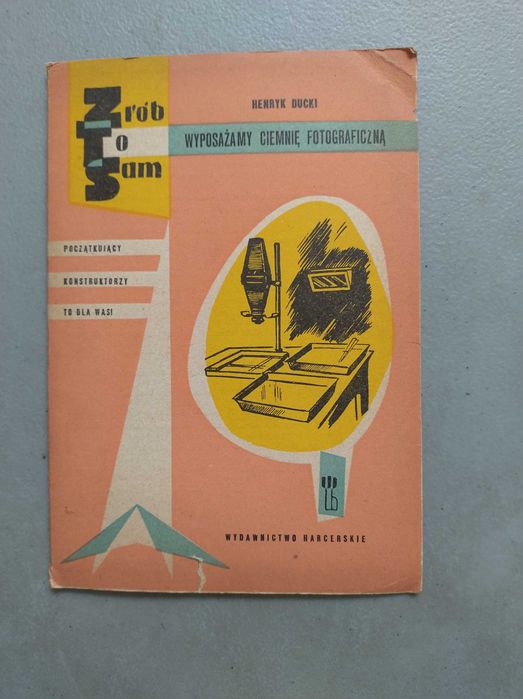 Zrób
To
Sam
HENRYK DUCKI
WYPOSAŻAMY CIEMNIĘ FOTOGRAFICZNĄ
POCZĄTKUJĄCY
KONSTRUKTORZY
TO DLA WAS!
WYDAWNICTWO HARCERSKIE